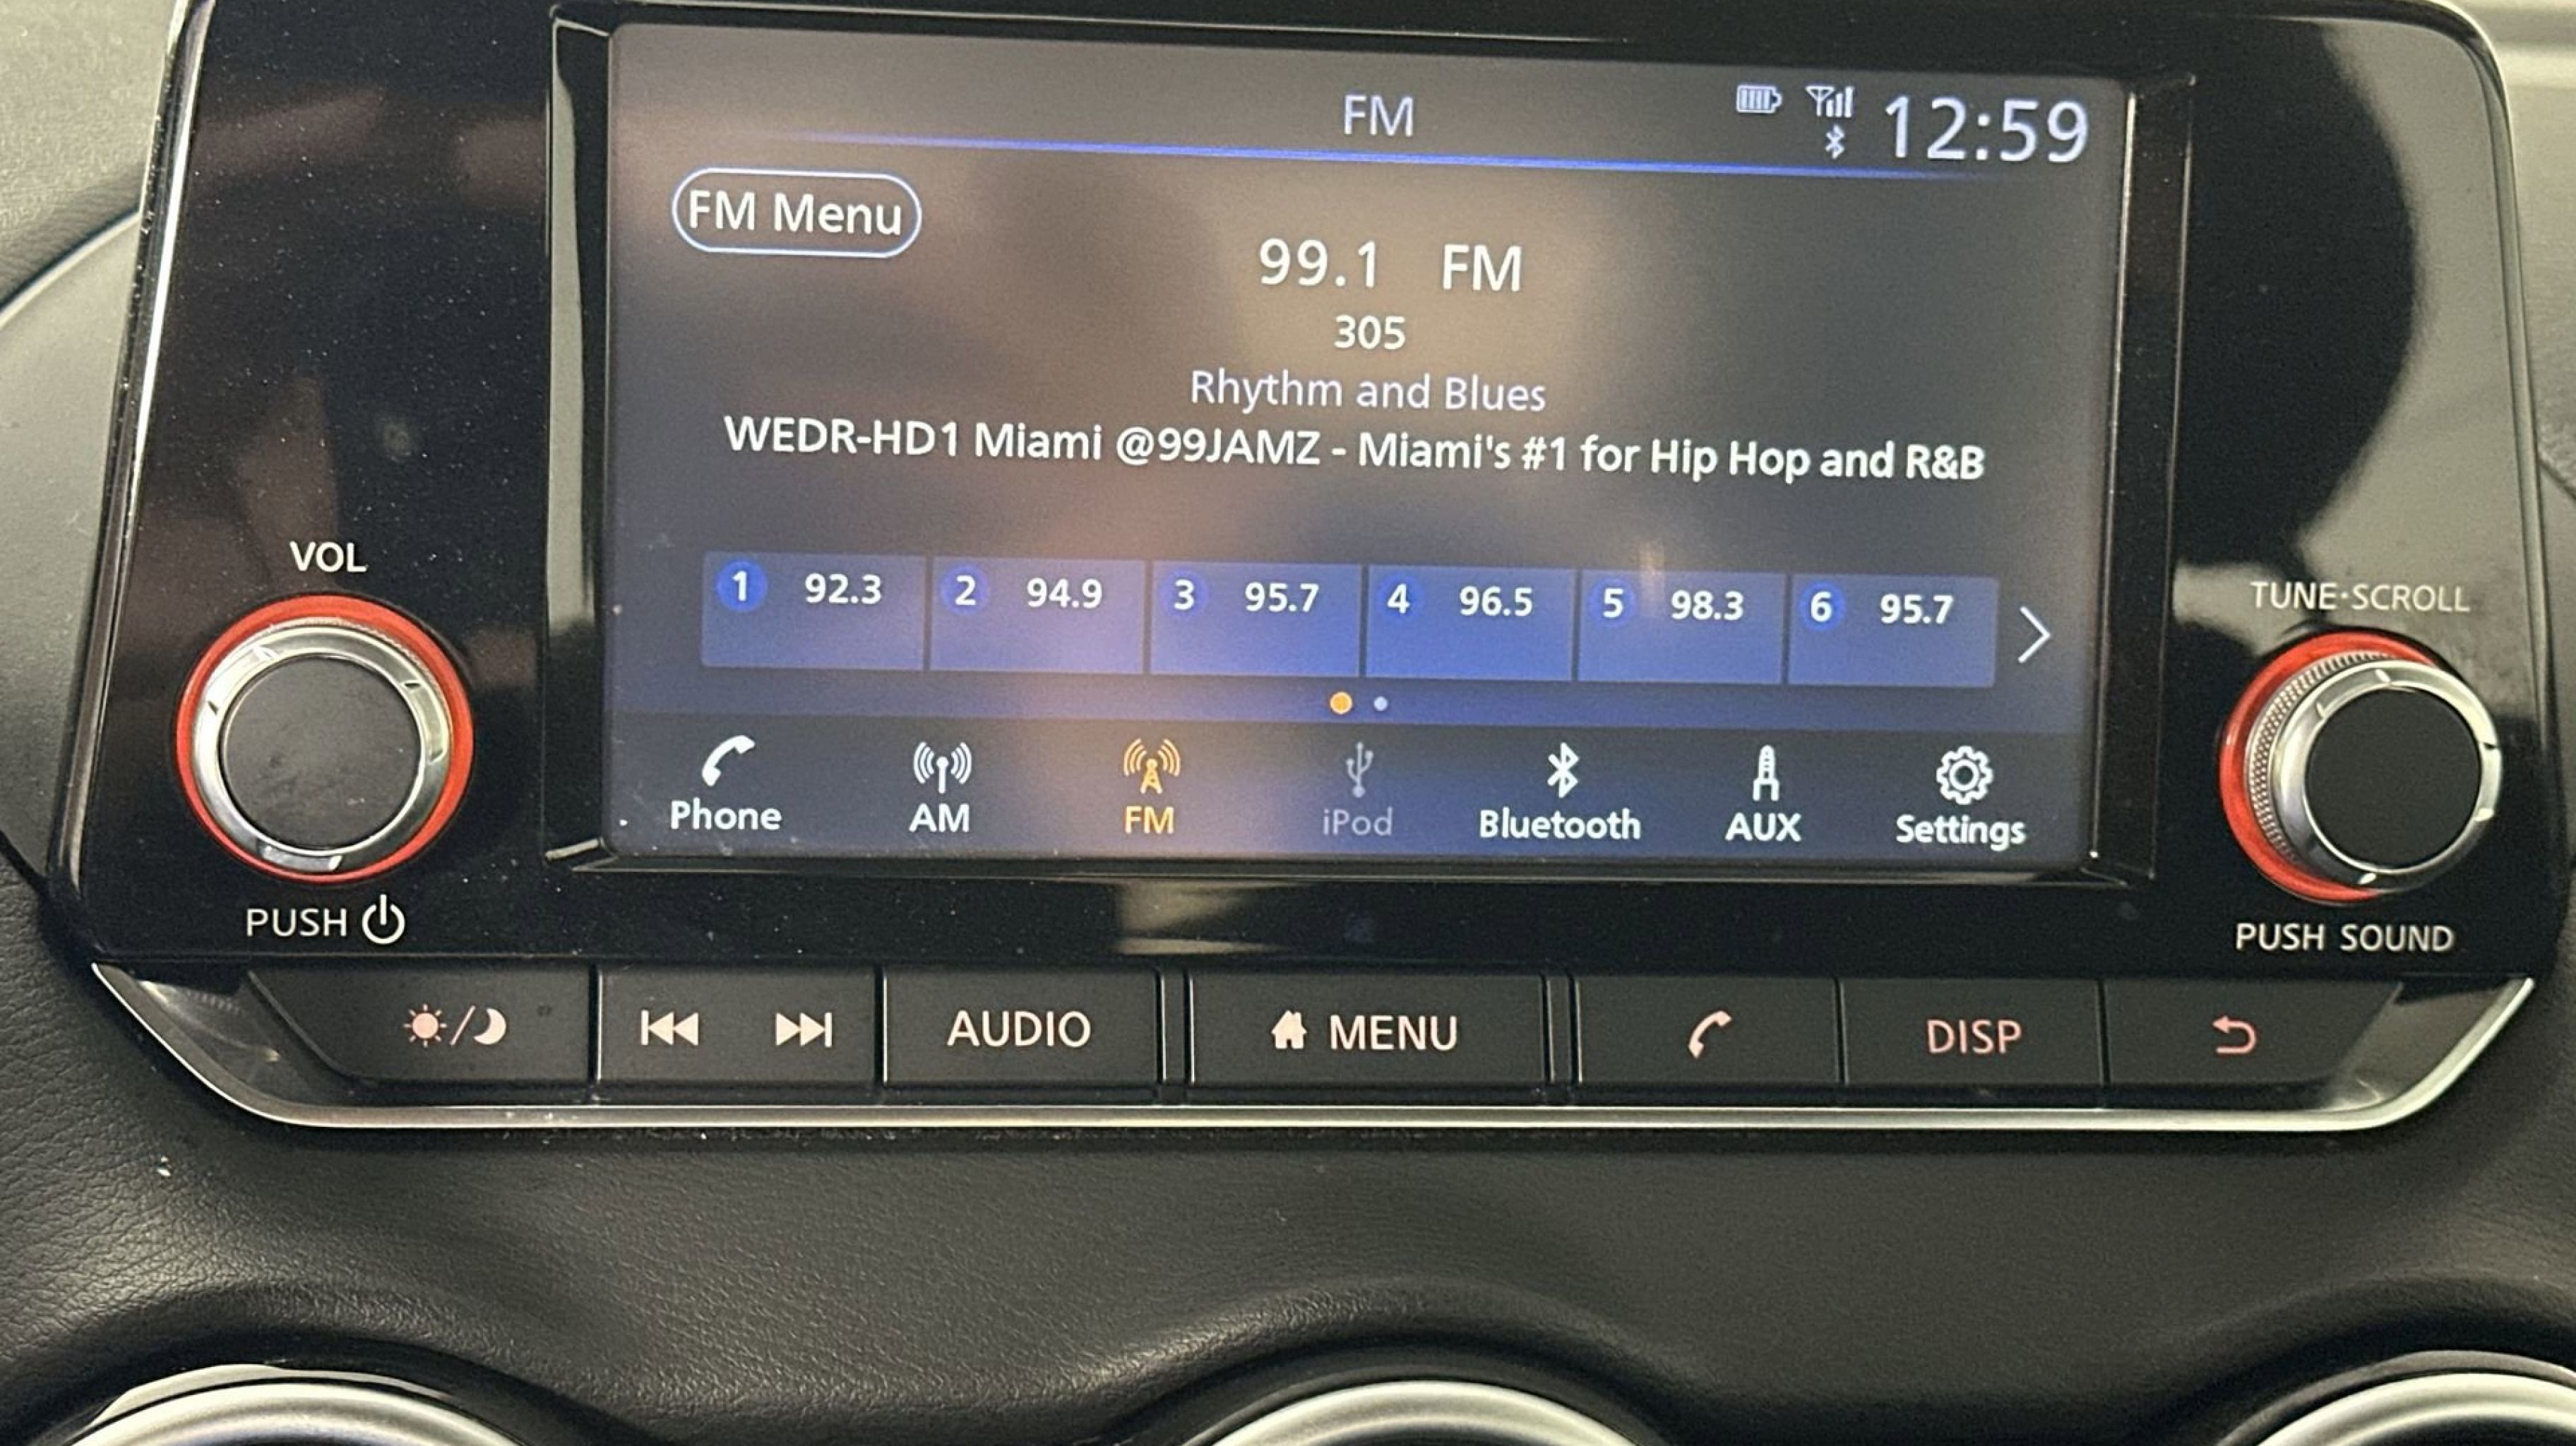 FM
12:59
FM Menu
99.1 FM
305
Rhythm and Blues
WEDR-HD1 Miami @99JAMZ - Miami's #1 for Hip Hop and R&B
1 92.3 2 94.9 3 95.7 4 96.5 5 98.3 6 95.7
Phone AM FM iPod Bluetooth AUX Settings
VOL
PUSH
TUNE·SCROLL
PUSH SOUND
AUDIO MENU DISP